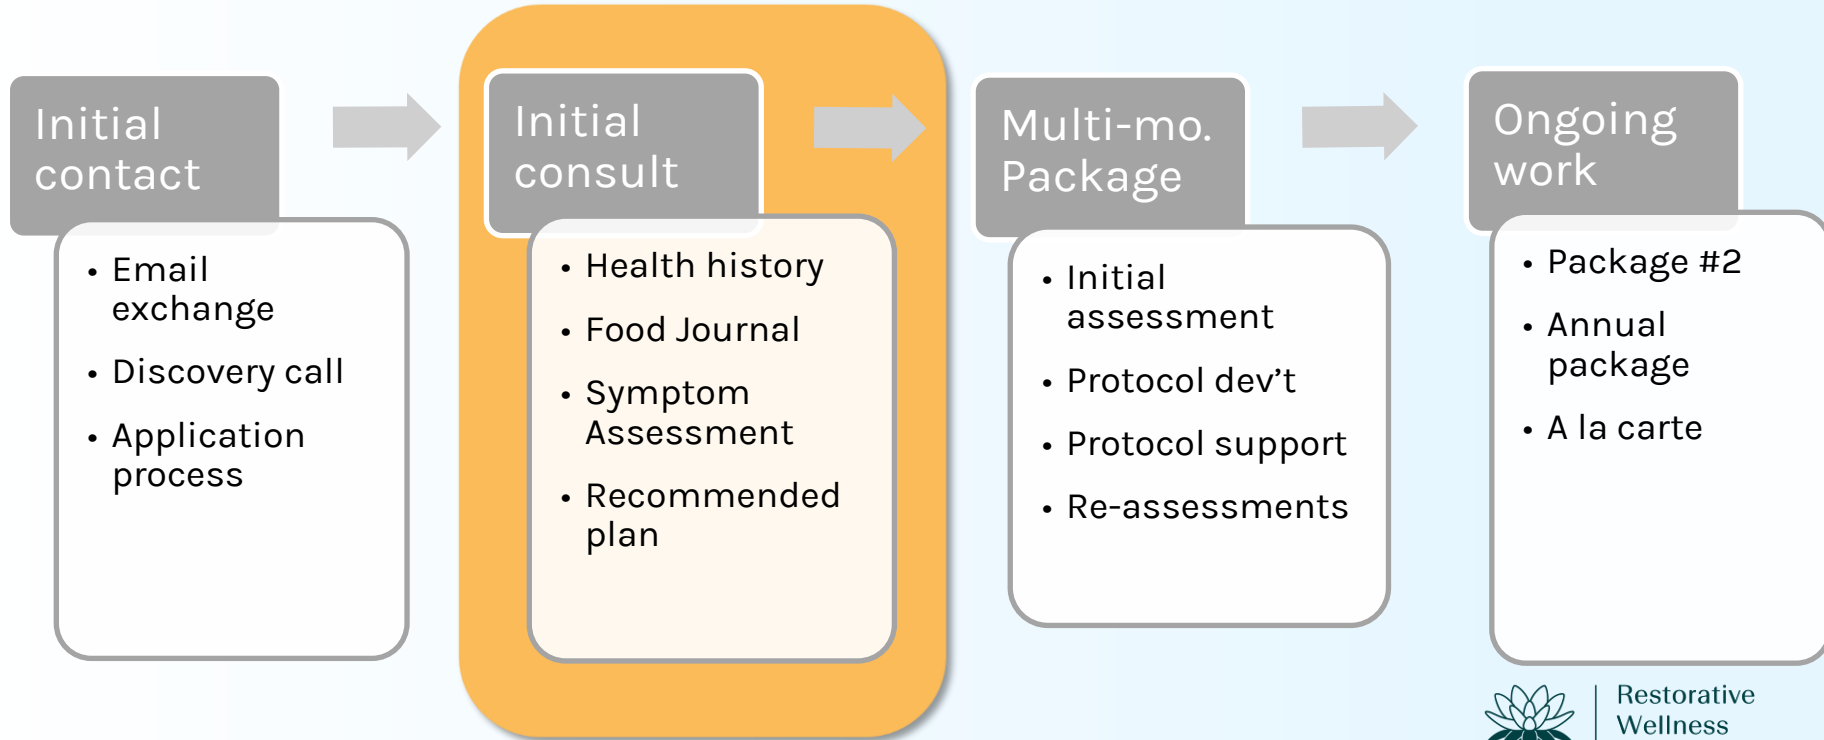 Initial
contact
• Email
exchange
• Discovery call
• Application
process
Initial
consult
• Health history
• Food Journal
• Symptom
Assessment
• Recommended
plan
Multi-mo.
Package
• Initial
assessment
• Protocol dev’t
• Protocol support
• Re-assessments
Ongoing
work
• Package #2
• Annual
package
• A la carte
Restorative
Wellness